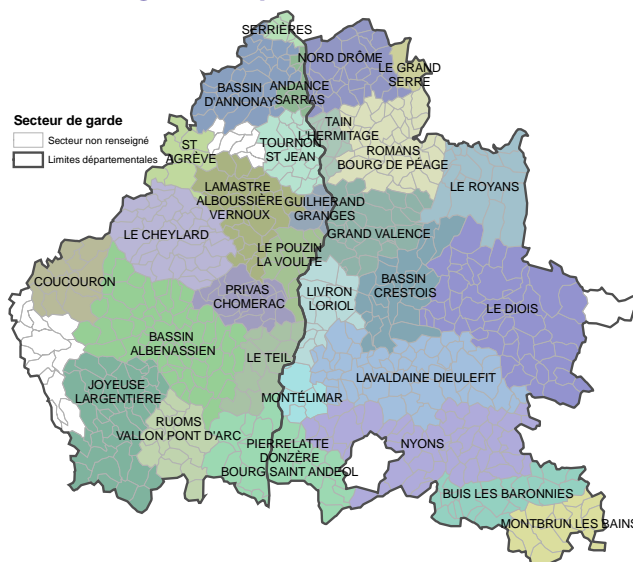 SERRIÈRES
NORD DRÔME
LE GRAND
SERRE
BASSIN
D'ANNONAY
ANDANCE
SARRAS
Secteur de garde
Secteur non renseigné
Limites départementales
ST
AGRÈVE
TOURNON
ST JEAN
TAIN
L'HERMITAGE
ROMANS
BOURG DE PÉAGE
LE ROYANS
LAMASTRE
ALBOUSSIÈRE
VERNOUX
GUILHERAND
GRANGES
LE CHEYLARD
GRAND VALENCE
LE POUZIN
LA VOULTE
COUCOURON
PRIVAS
CHOMERAC
LIVRON
LORIOL
BASSIN
CRESTOIS
LE DIOIS
BASSIN
ALBENASSIEN
LE TEIL
LAVALDAINE DIEULEFIT
JOYEUSE
LARGENTIERE
MONTÉLIMAR
RUOMS
VALLON PONT D'ARC
PIERRELATTE
DONZÈRE
BOURG SAINT ANDÉOL
NYONS
BUIS LES BARONNIES
MONTBRUN LES BAINS